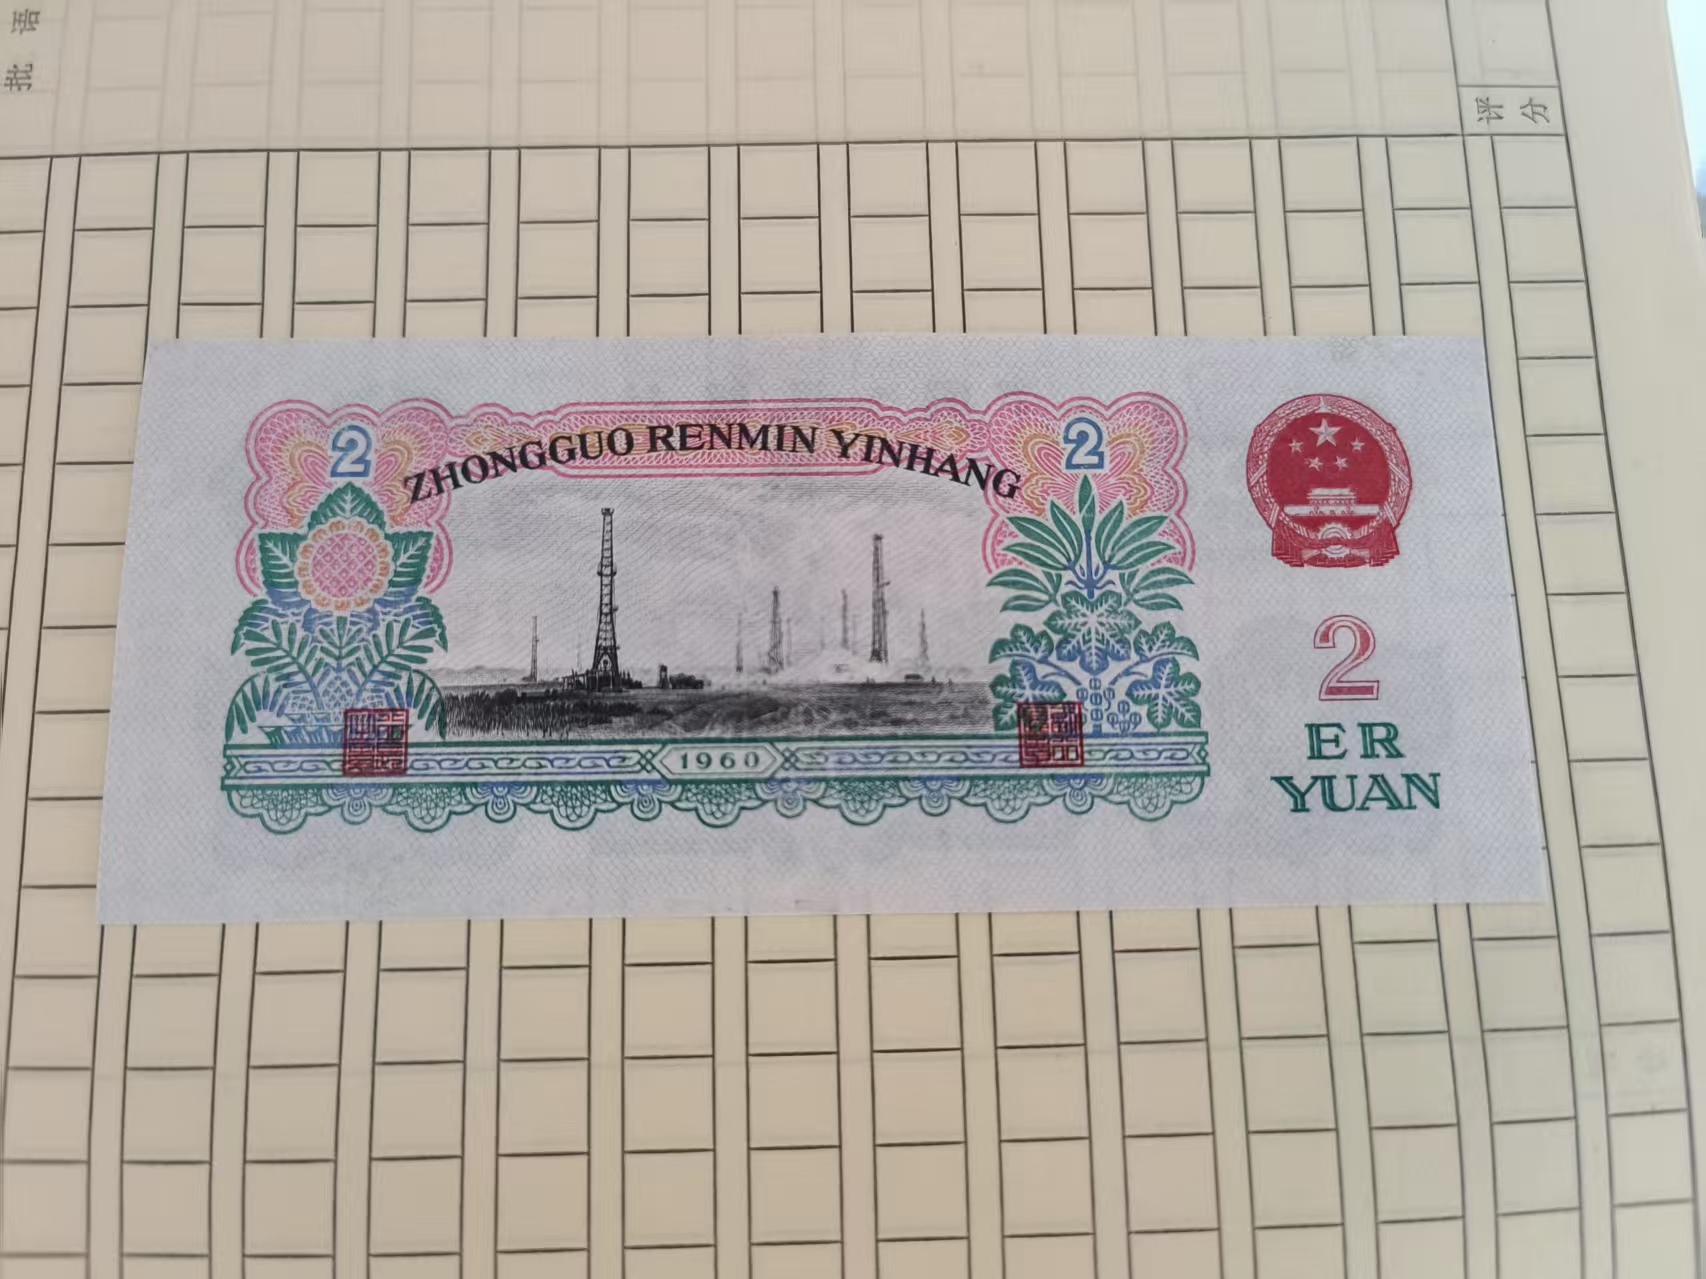 批语
评分
2
ZHONGGUO RENMIN YINHANG
2
1960
2
ER
YUAN